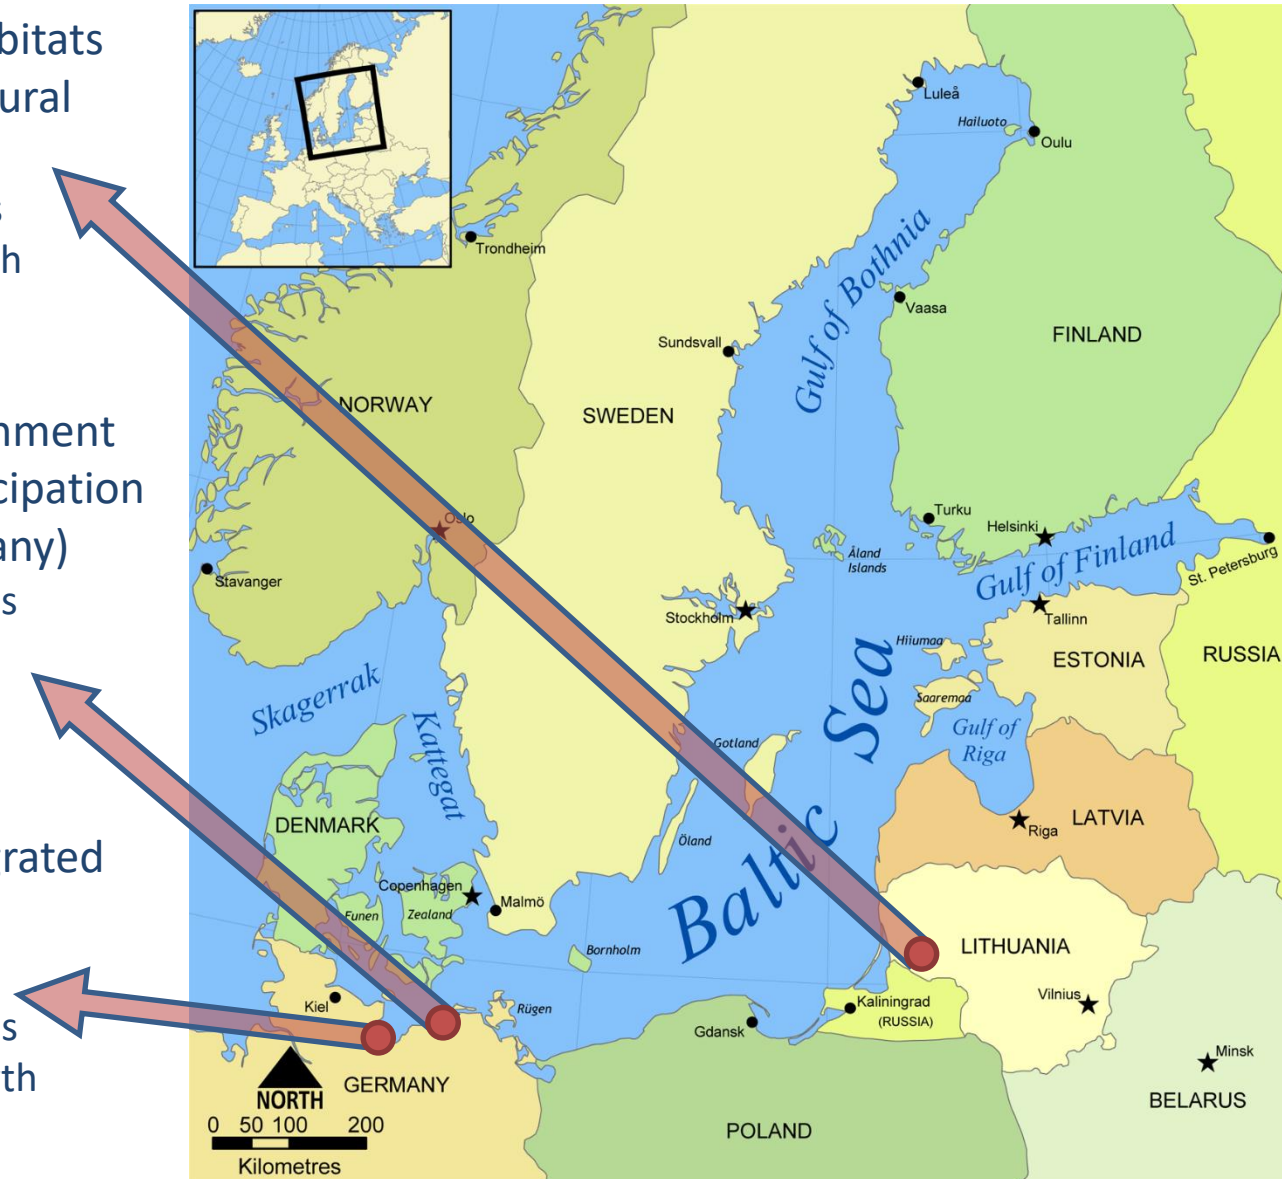 bitats
ural
s
h
nment
cipation
any)
s
grated
s
th
Luleå
Hailuoto
Oulu
Trondheim
Gulf of Bothnia
Vaasa
Sundsvall
FINLAND
NORWAY
SWEDEN
Oslo
Turku
Helsinki
Åland
Islands
Gulf of Finland
St. Petersburg
Stavanger
Stockholm
Tallinn
Hiiumaa
ESTONIA
RUSSIA
Saaremaa
Skagerrak
Kattegat
Gotland
Gulf of
Riga
Baltic Sea
DENMARK
Öland
Riga
LATVIA
Copenhagen
Malmö
Funen
Zealand
Bornholm
LITHUANIA
Kiel
Rügen
Gdansk
Kaliningrad
(RUSSIA)
Vilnius
Minsk
GERMANY
BELARUS
NORTH
POLAND
0 50 100 200
Kilometres